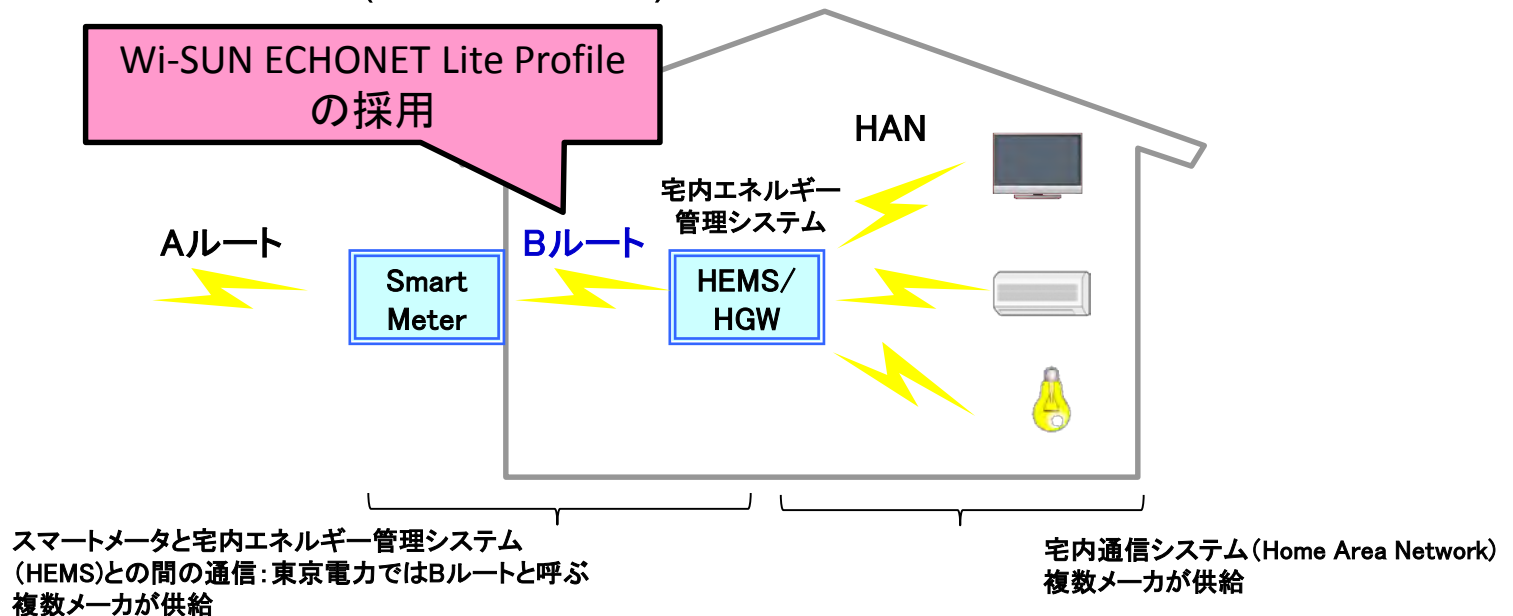 Wi-SUN ECHONET Lite Profile
の採用
HAN
宅内エネルギー
管理システム
Aルート
Bルート
Smart
Meter
HEMS/
HGW
スマートメータと宅内エネルギー管理システム
(HEMS)との間の通信:東京電力ではBルートと呼ぶ
複数メーカが供給
宅内通信システム(Home Area Network)
複数メーカが供給